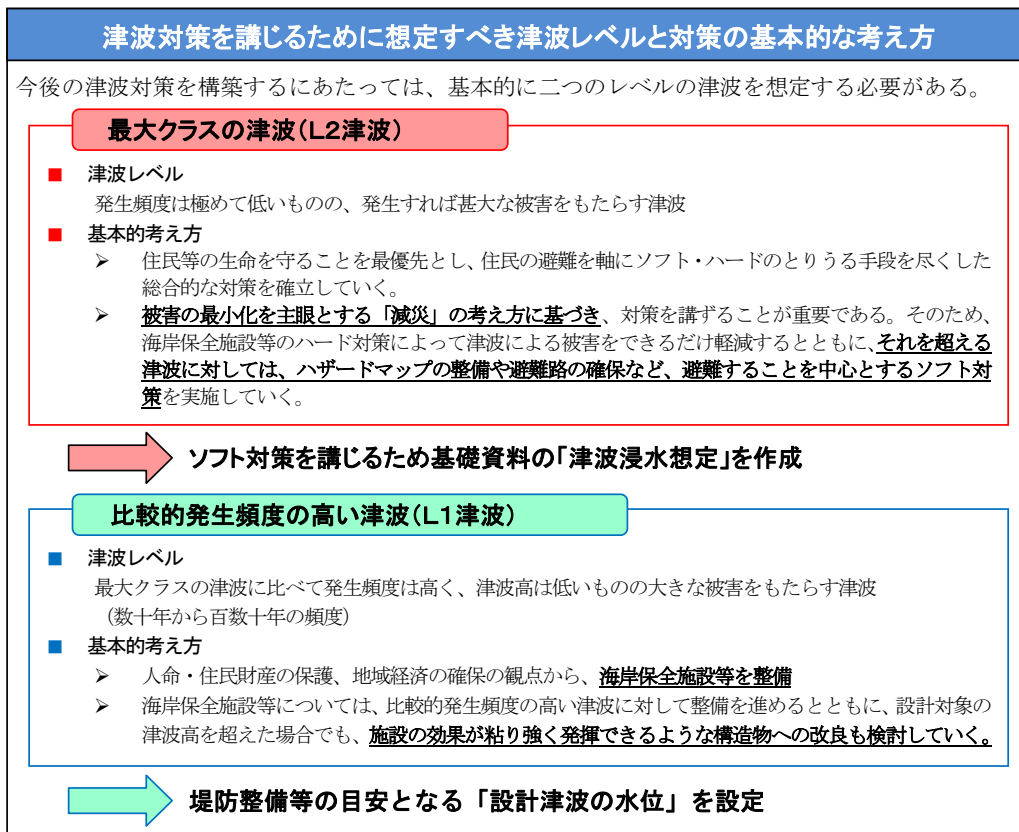 津波対策を講じるために想定すべき津波レベルと対策の基本的な考え方
今後の津波対策を構築するにあたっては、基本的に二つのレベルの津波を想定する必要がある。
最大クラスの津波(L2津波)
■ 津波レベル
発生頻度は極めて低いものの、発生すれば甚大な被害をもたらす津波
■ 基本的考え方
➢ 住民等の生命を守ることを最優先とし、住民の避難を軸にソフト・ハードのとりうる手段を尽くした
総合的な対策を確立していく。
➢ 被害の最小化を主眼とする「減災」の考え方に基づき、対策を講ずることが重要である。そのため、
海岸保全施設等のハード対策によって津波による被害をできるだけ軽減するとともに、それを超える
津波に対しては、ハザードマップの整備や避難路の確保など、避難することを中心とするソフト対
策を実施していく。
ソフト対策を講じるため基礎資料の「津波浸水想定」を作成
比較的発生頻度の高い津波(L1津波)
■ 津波レベル
最大クラスの津波に比べて発生頻度は高く、津波高は低いものの大きな被害をもたらす津波
(数十年から百数十年の頻度)
■ 基本的考え方
➢ 人命・住民財産の保護、地域経済の確保の観点から、海岸保全施設等を整備
➢ 海岸保全施設等については、比較的発生頻度の高い津波に対して整備を進めるとともに、設計対象の
津波高を超えた場合でも、施設の効果が粘り強く発揮できるような構造物への改良も検討していく。
堤防整備等の目安となる「設計津波の水位」を設定